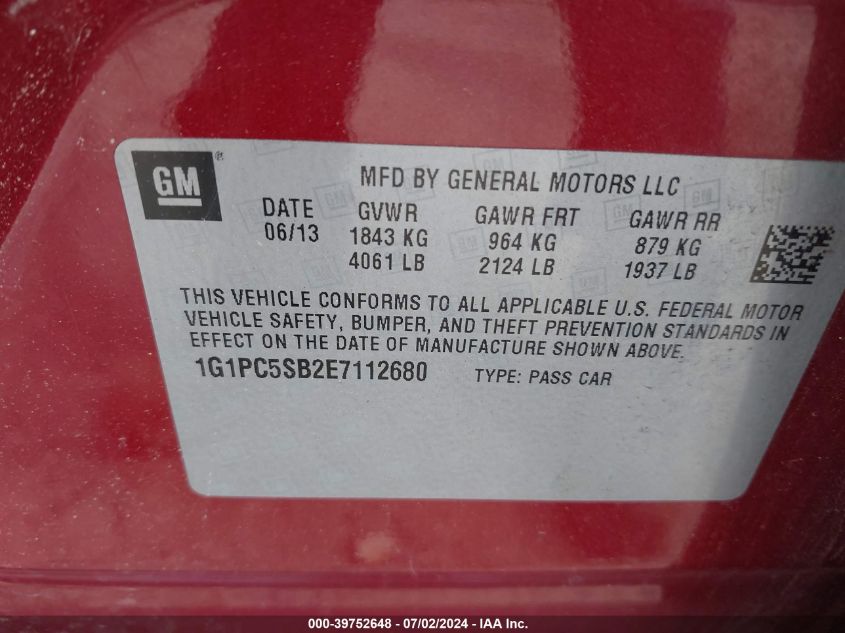 GM®
MFD BY GENERAL MOTORS LLC
DATE GVWR GAWR FRT GAWR RR
06/13 1843 KG 964 KG 879 KG
4061 LB 2124 LB 1937 LB
THIS VEHICLE CONFORMS TO ALL APPLICABLE U.S. FEDERAL MOTOR
VEHICLE SAFETY, BUMPER, AND THEFT PREVENTION STANDARDS IN
EFFECT ON THE DATE OF MANUFACTURE SHOWN ABOVE.
1G1PC5SB2E7112680 TYPE: PASS CAR
000-39752648 - 07/02/2024 - IAA Inc.